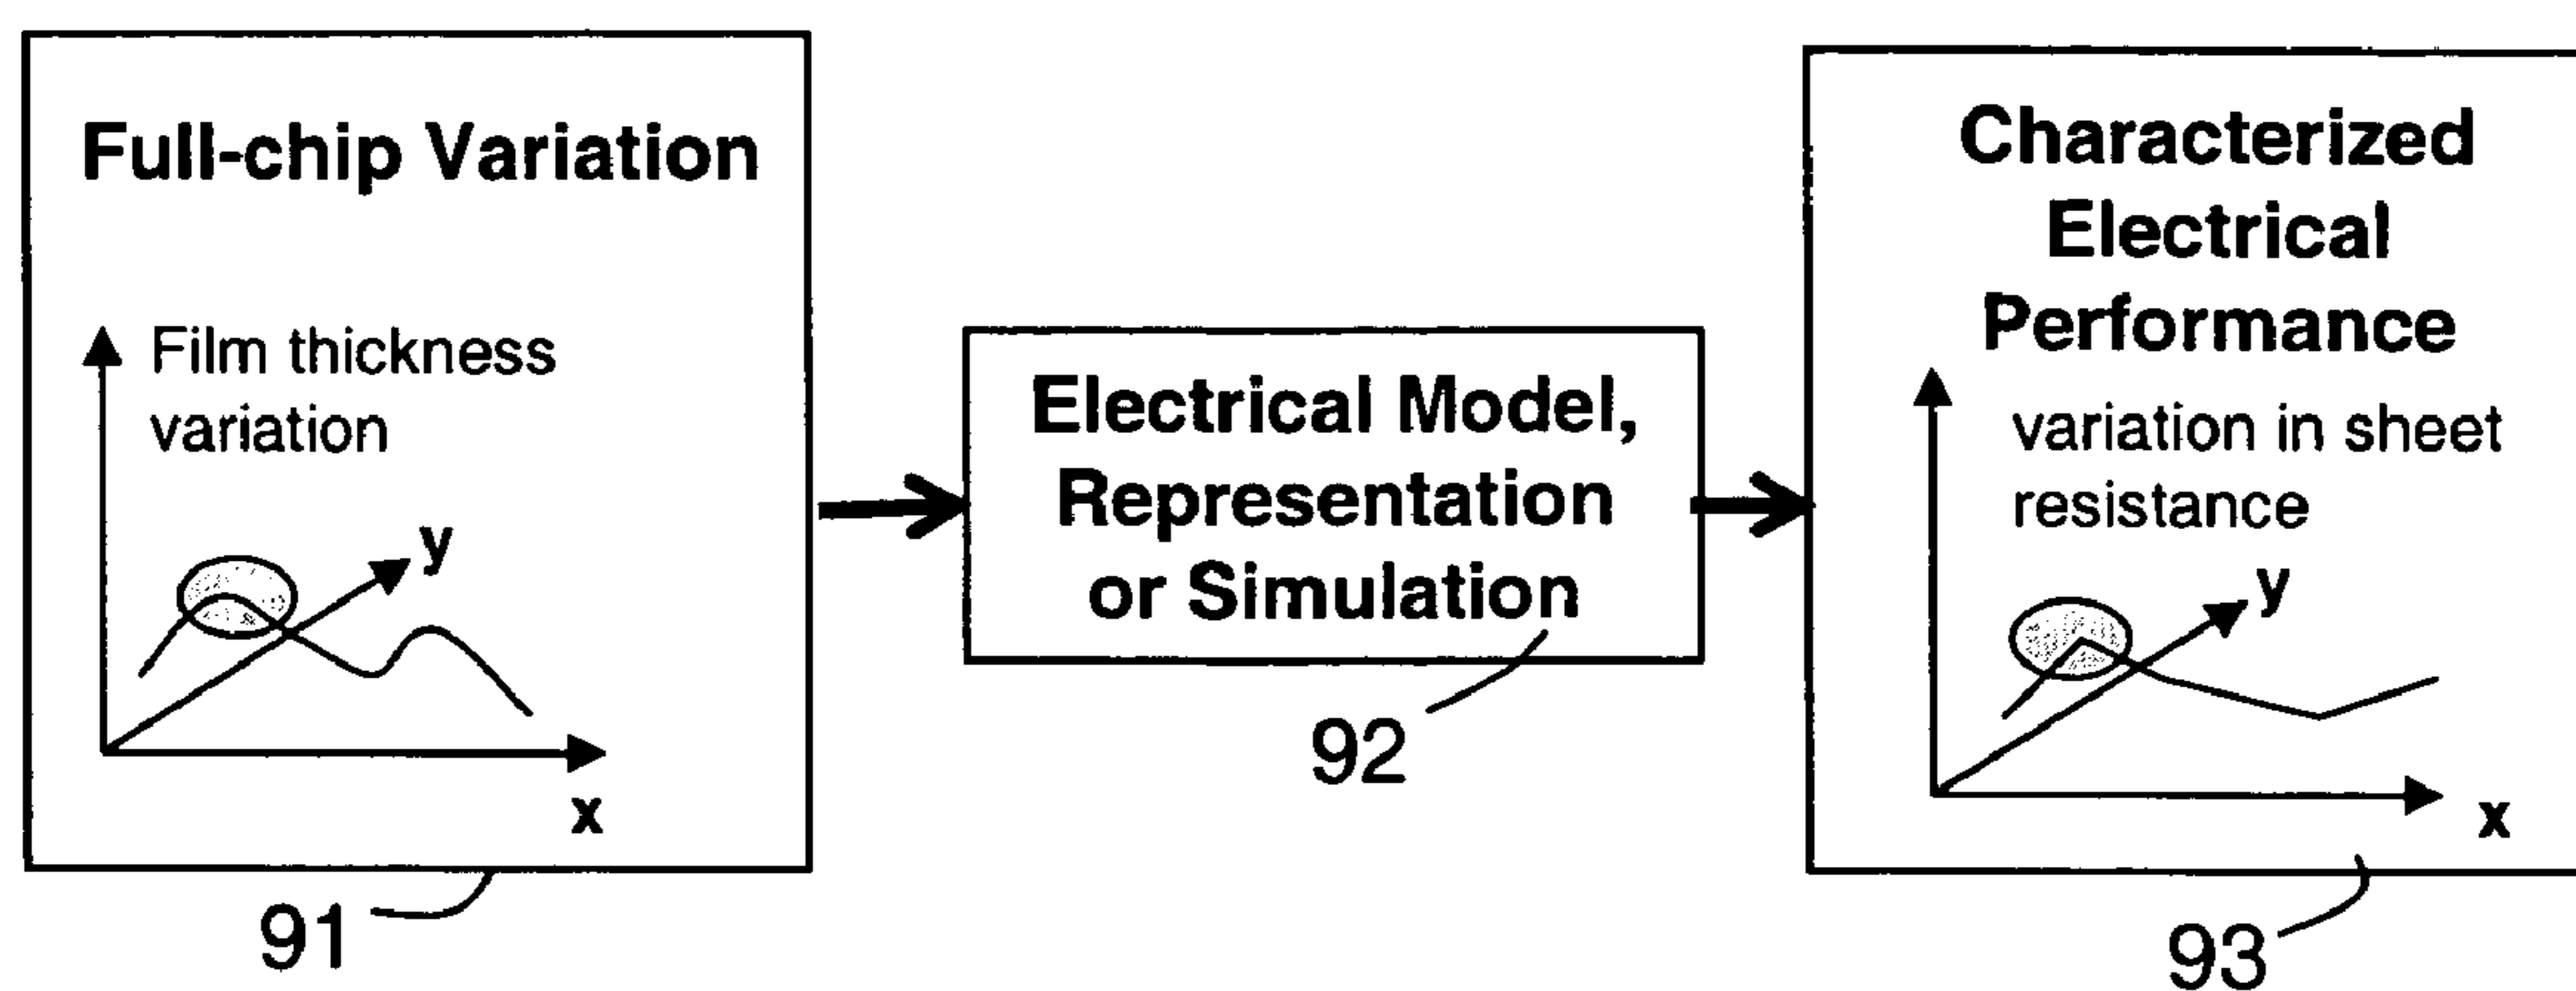 Full-chip Variation
Film thickness
variation
y
x
91
Electrical Model,
Representation
or Simulation
92
Characterized
Electrical
Performance
variation in sheet
resistance
y
x
93